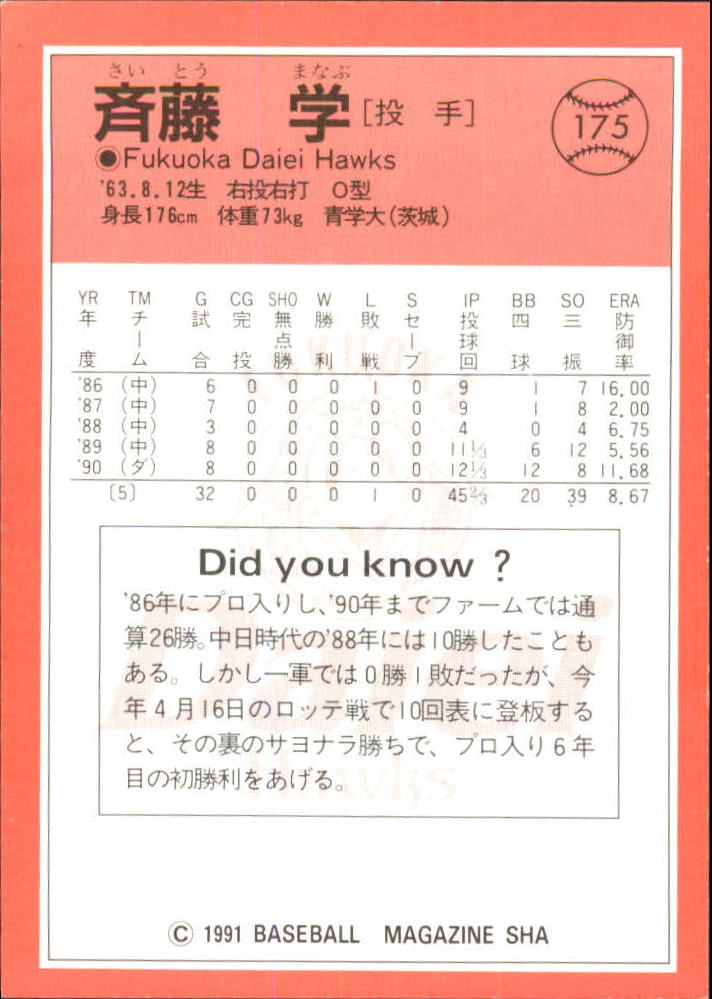 さい とう まなぶ
斉藤 学 [投 手]
175
Fukuoka Daiei Hawks
'63.8.12生 右投右打 O型
身長176cm 体重73kg 青学大(茨城)
YR TM G CG SHO W L S IP BB SO ERA
年度 チーム 試合 完投 無点勝 勝利 敗戦 セーブ 投球回 四球 三振 防御率
'86 (中) 6 0 0 0 1 0 9 1 7 16.00
'87 (中) 7 0 0 0 0 0 9 1 8 2.00
'88 (中) 3 0 0 0 0 0 4 0 4 6.75
'89 (中) 8 0 0 0 0 0 11⅓ 6 12 5.56
'90 (ダ) 8 0 0 0 0 0 12⅓ 12 8 11.68
〔5〕 32 0 0 0 1 0 45⅔ 20 39 8.67
Did you know ?
'86年にプロ入りし、'90年までファームでは通
算26勝。中日時代の'88年には10勝したことも
ある。しかし一軍では0勝1敗だったが、今
年4月16日のロッテ戦で10回表に登板する
と、その裏のサヨナラ勝ちで、プロ入り6年
目の初勝利をあげる。
Daiei
Hawks
© 1991 BASEBALL MAGAZINE SHA